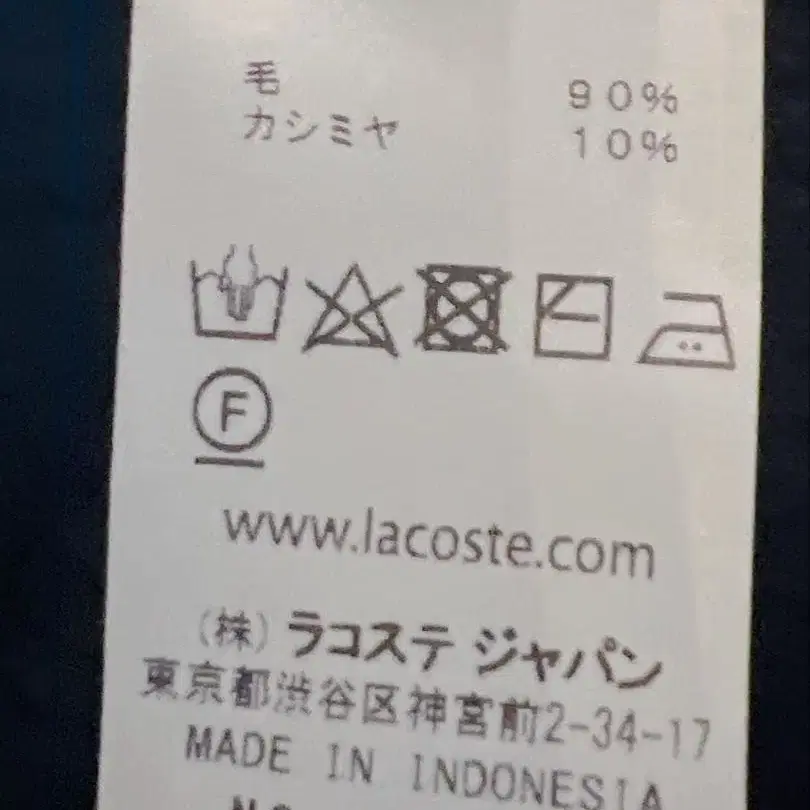 毛 90%
カシミヤ 10%
F
www.lacoste.com
(株) ラコステ ジャパン
東京都渋谷区神宮前2-34-17
MADE IN INDONESIA